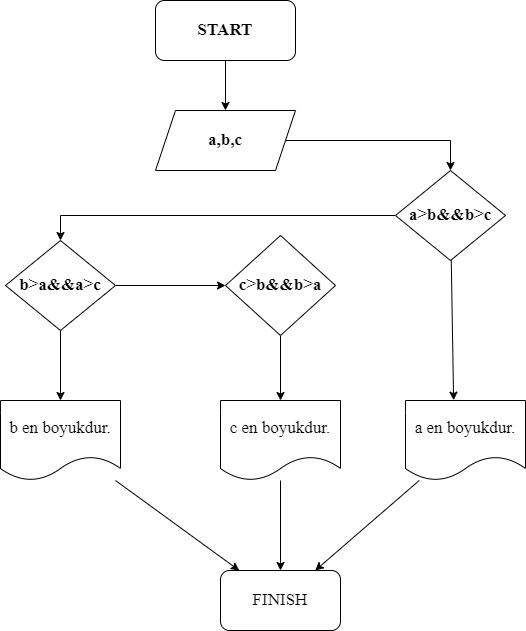 START
a,b,c
a>b&&b>c
b>a&&a>c
c>b&&b>a
b en boyukdur.
c en boyukdur.
a en boyukdur.
FINISH